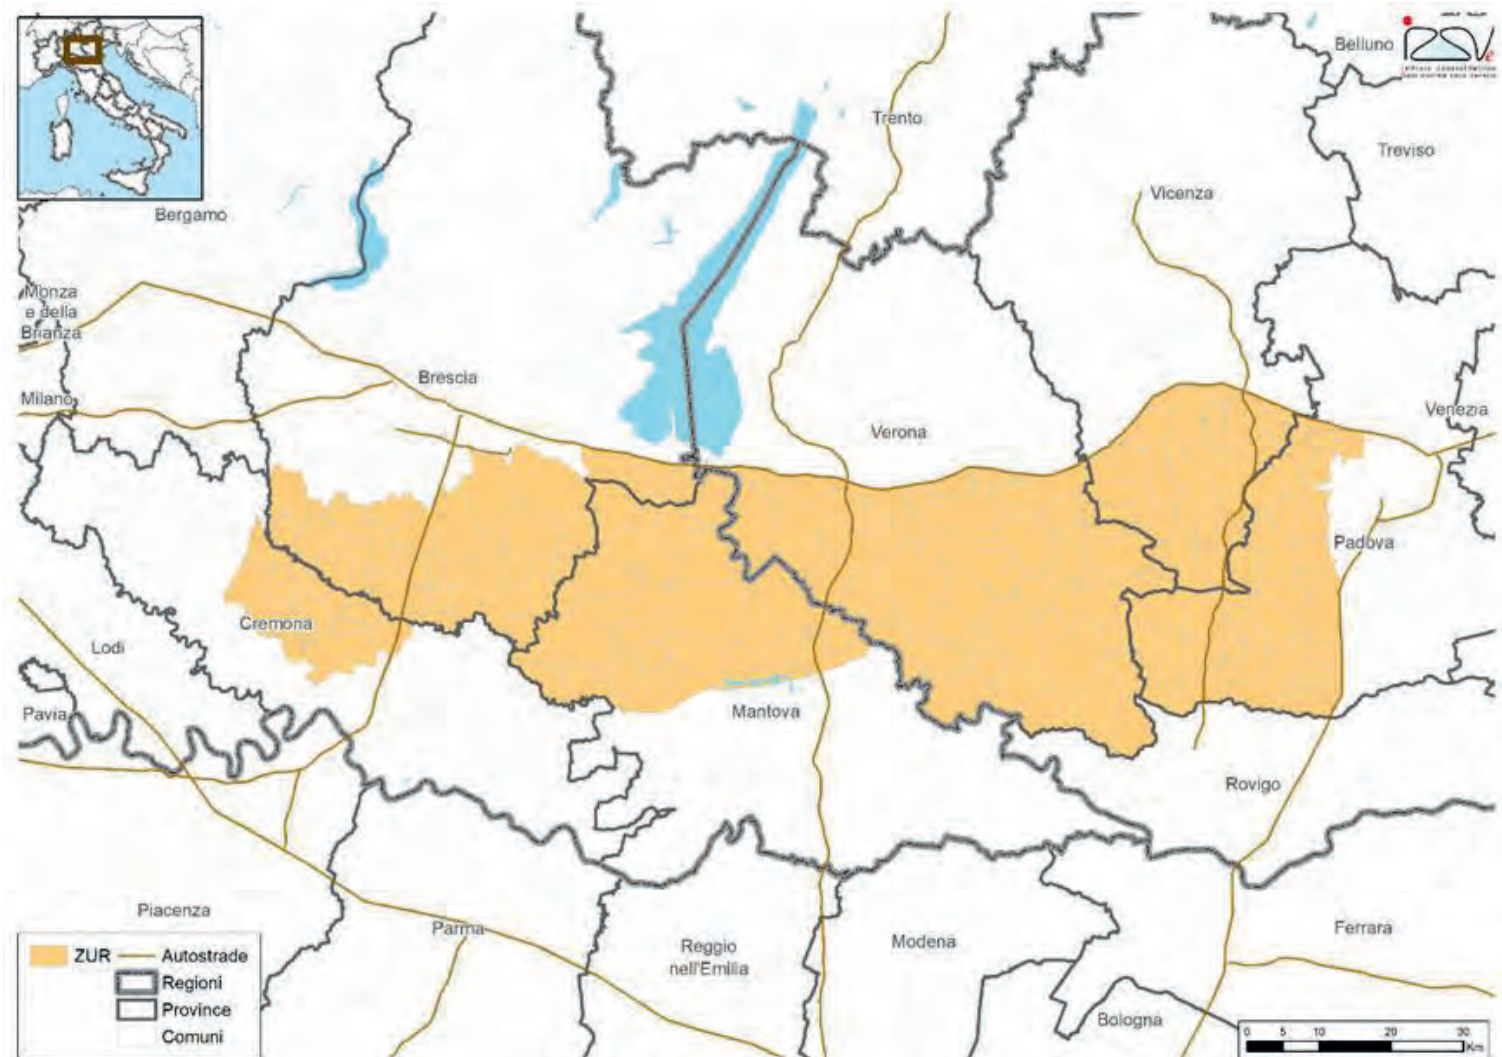 Belluno
Trento
Treviso
Vicenza
Bergamo
Monza
e della
Brianza
Brescia
Milano
Venezia
Verona
Padova
Cremona
Lodi
Pavia
Mantova
Rovigo
Piacenza
Parma
Reggio
nell'Emilia
Modena
Ferrara
Bologna
ZUR
Autostrade
Regioni
Province
Comuni
0 5 10 20 30
Km